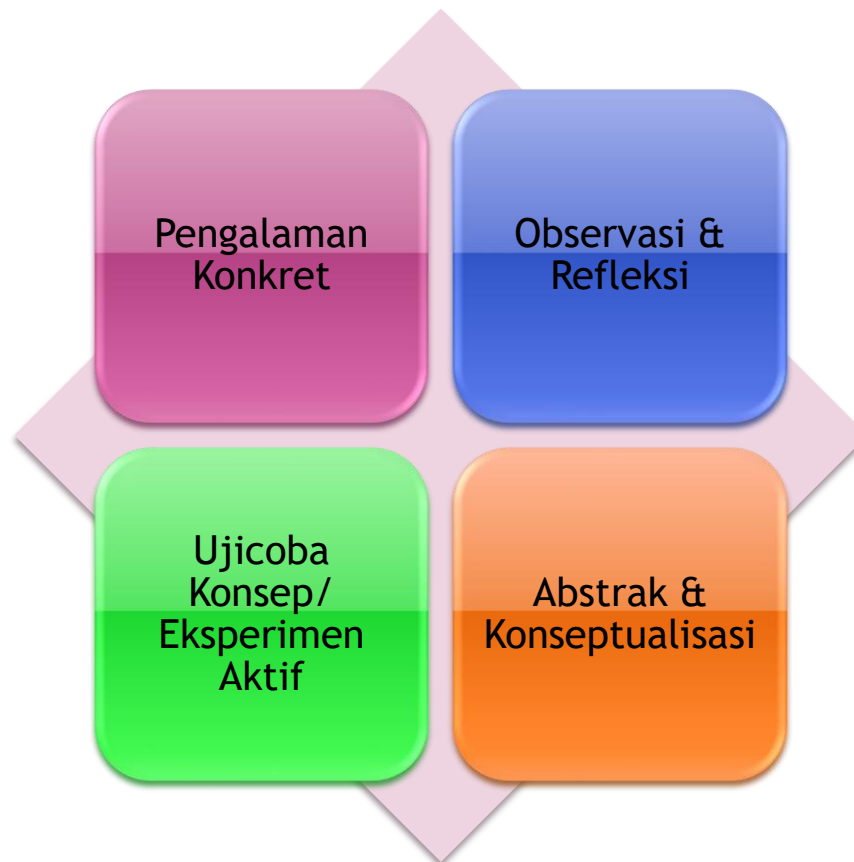 Pengalaman
Konkret
Observasi &
Refleksi
Ujicoba
Konsep/
Eksperimen
Aktif
Abstrak &
Konseptualisasi